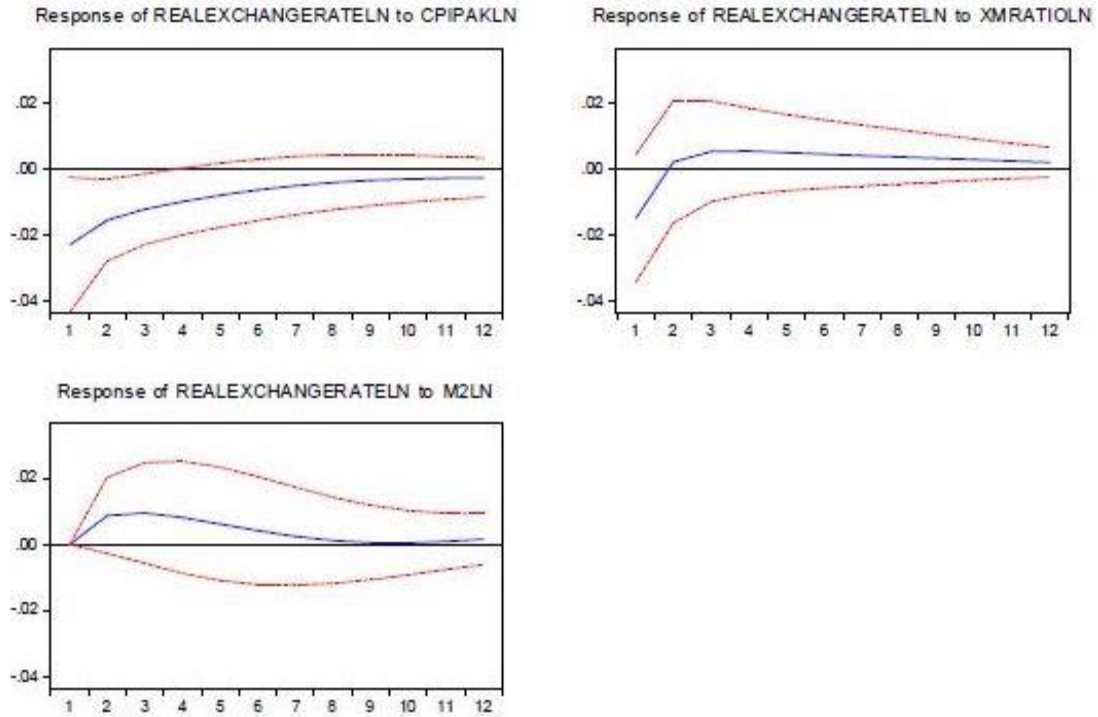 Response of REALEXCHANGERATELN to CPIPAKLN
.02
.00
-.02
-.04
1 2 3 4 5 6 7 8 9 10 11 12
Response of REALEXCHANGERATELN to XMRATIOLN
.02
.00
-.02
-.04
1 2 3 4 5 6 7 8 9 10 11 12
Response of REALEXCHANGERATELN to M2LN
.02
.00
-.02
-.04
1 2 3 4 5 6 7 8 9 10 11 12